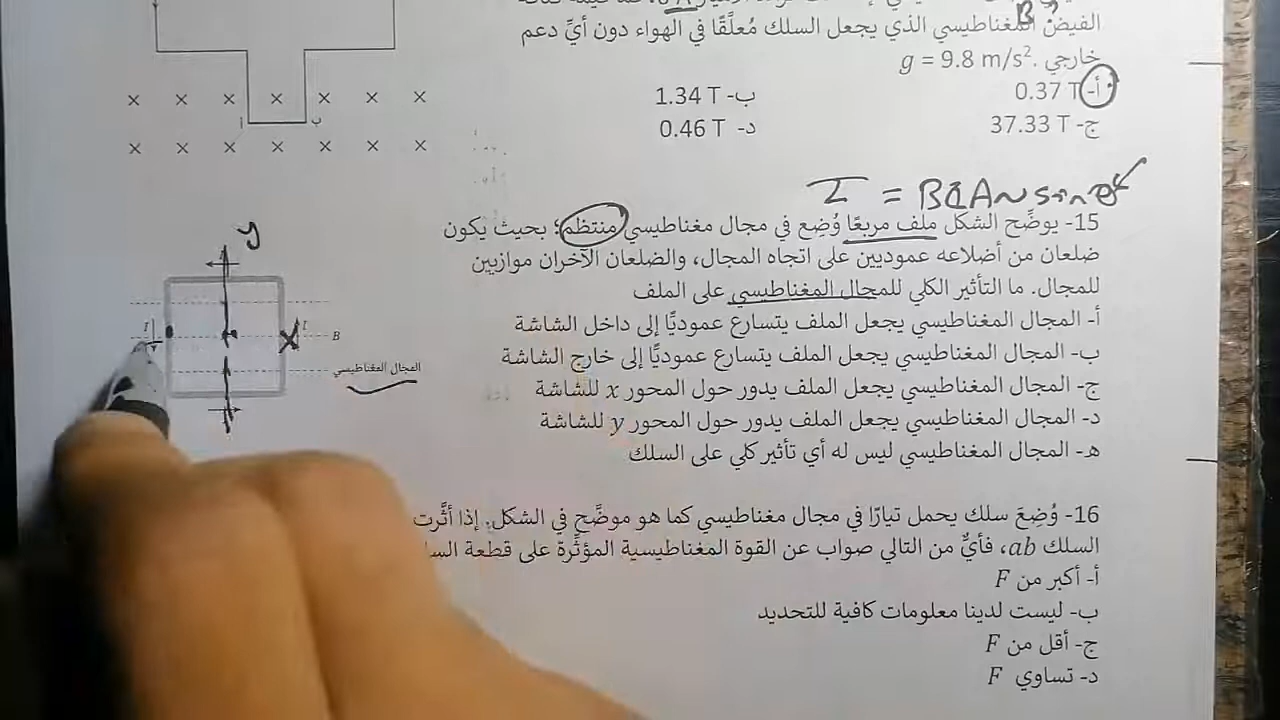 الفيض المغناطيسي الذي يجعل السلك مُعلَّقًا في الهواء دون أيِّ دعم
خارجي. g = 9.8 m/s².
أ- 0.37 T
ب- 1.34 T
ج- 37.33 T
د- 0.46 T
أ
ب
τ = BIAN sin θ
15- يوضِّح الشكل ملف مربعًا وُضِع في مجال مغناطيسي منتظم؛ بحيث يكون
ضلعان من أضلاعه عموديين على اتجاه المجال، والضلعان الآخران موازيين
للمجال. ما التأثير الكلي للمجال المغناطيسي على الملف
أ- المجال المغناطيسي يجعل الملف يتسارع عموديًّا إلى داخل الشاشة
ب- المجال المغناطيسي يجعل الملف يتسارع عموديًّا إلى خارج الشاشة
ج- المجال المغناطيسي يجعل الملف يدور حول المحور x للشاشة
د- المجال المغناطيسي يجعل الملف يدور حول المحور y للشاشة
هـ- المجال المغناطيسي ليس له أي تأثير كلي على السلك
y
I
I
B
المجال المغناطيسي
16- وُضِعَ سلك يحمل تيارًا في مجال مغناطيسي كما هو موضَّح في الشكل. إذا أثَّرت
السلك ab، فأيٌّ من التالي صواب عن القوة المغناطيسية المؤثِّرة على قطعة
أ- أكبر من F
ب- ليست لدينا معلومات كافية للتحديد
ج- أقل من F
د- تساوي F